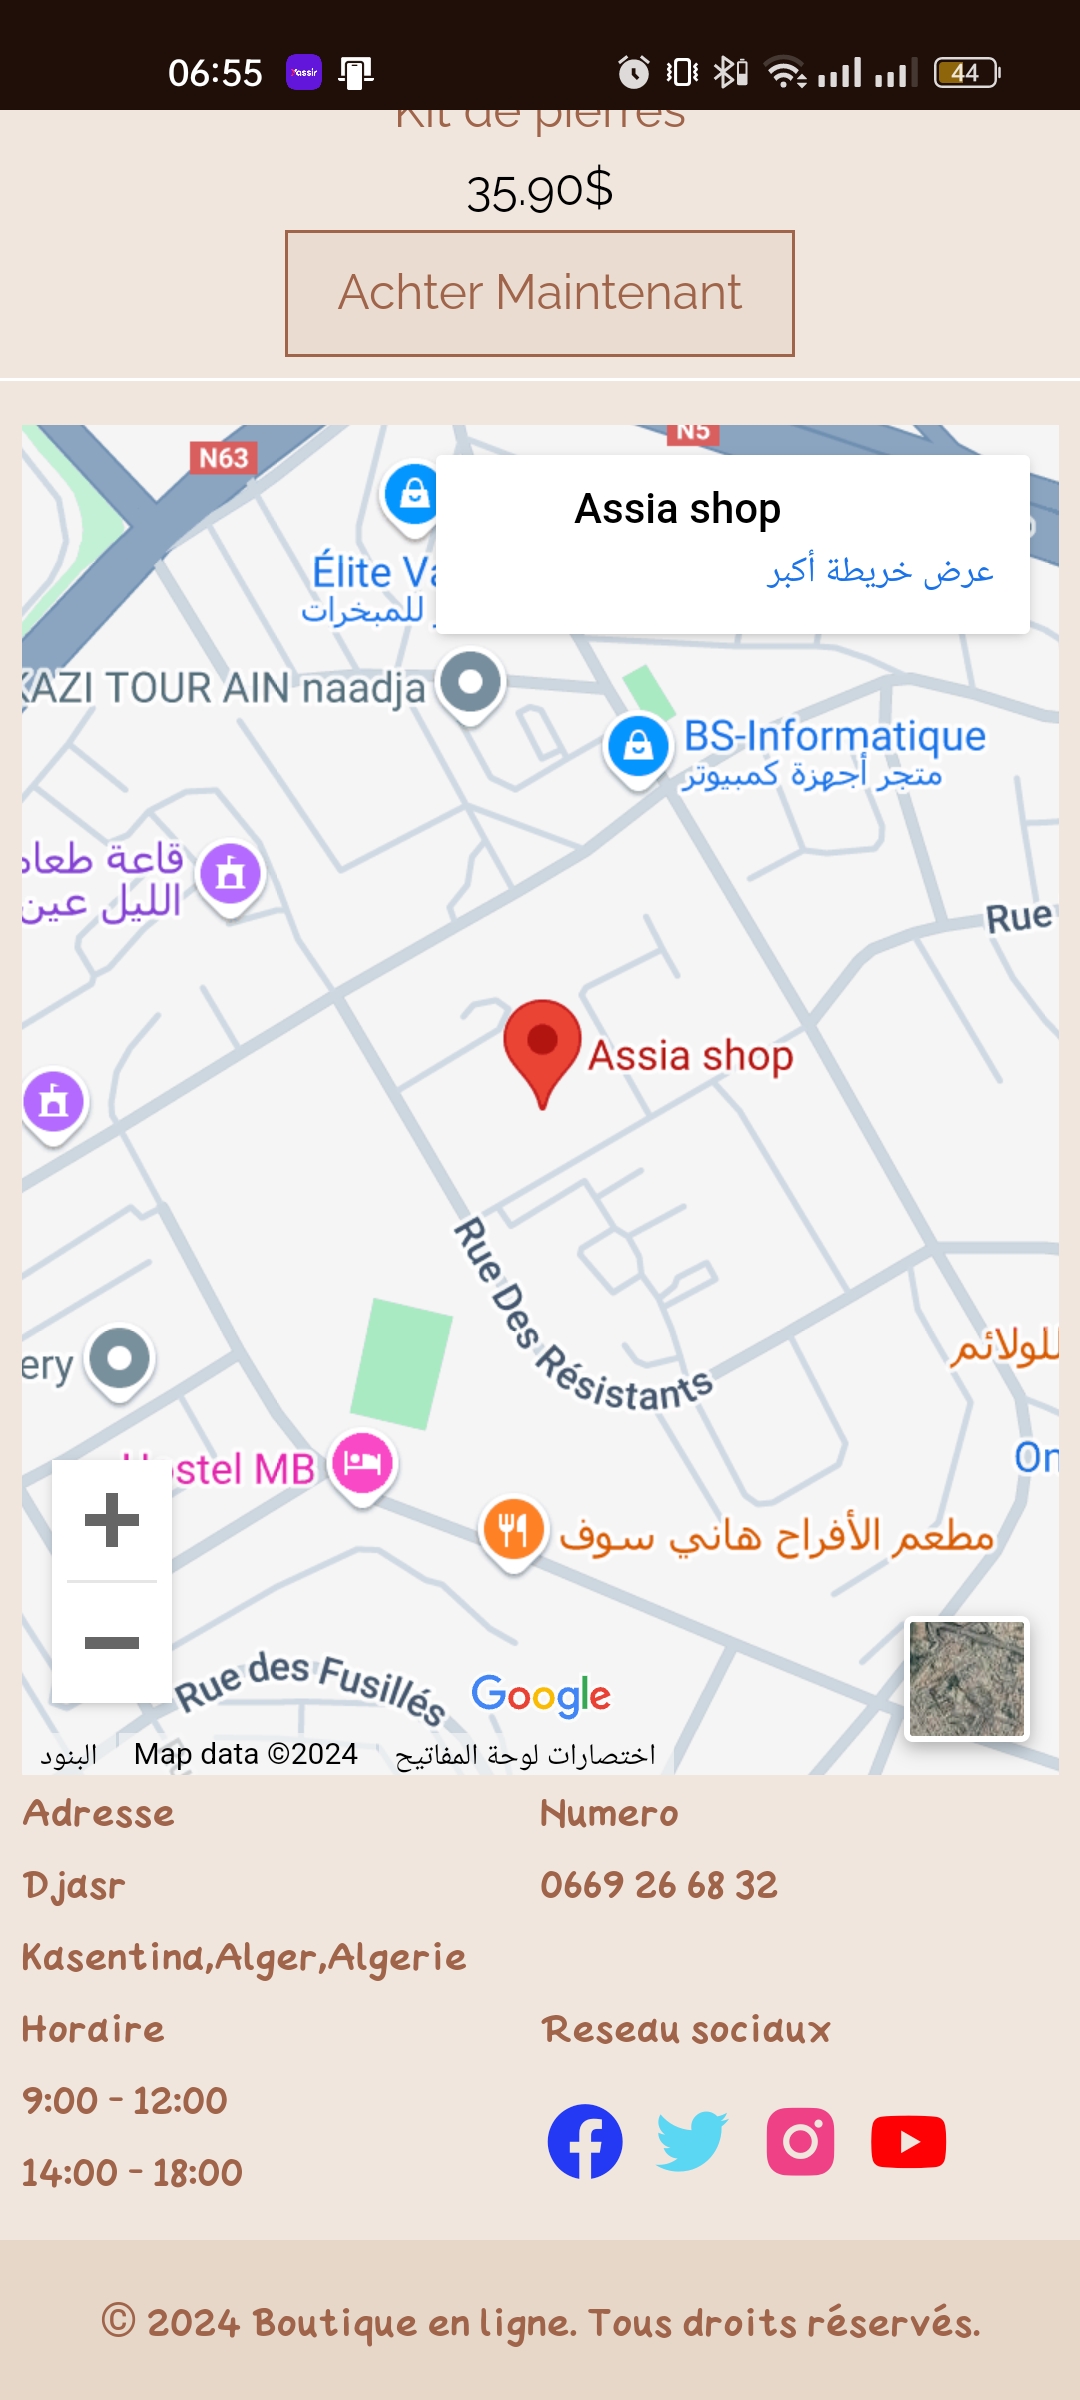 06:55
Yassir
44
Kit de pierres
35.90$
Achter Maintenant
N63
N5
Assia shop
عرض خريطة أكبر
Élite Va
للمبخرات
KAZI TOUR AIN naadja
BS-Informatique
متجر أجهزة كمبيوتر
قاعة طعام
الليل عين
Rue
Assia shop
Rue Des Résistants
ery
للولائم
Hostel MB
On
مطعم الأفراح هاني سوف
Rue des Fusillés
Google
البنود
Map data ©2024
اختصارات لوحة المفاتيح
Adresse
Numero
Djasr
0669 26 68 32
Kasentina,Alger,Algerie
Horaire
Reseau sociaux
9:00 - 12:00
14:00 - 18:00
© 2024 Boutique en ligne. Tous droits réservés.